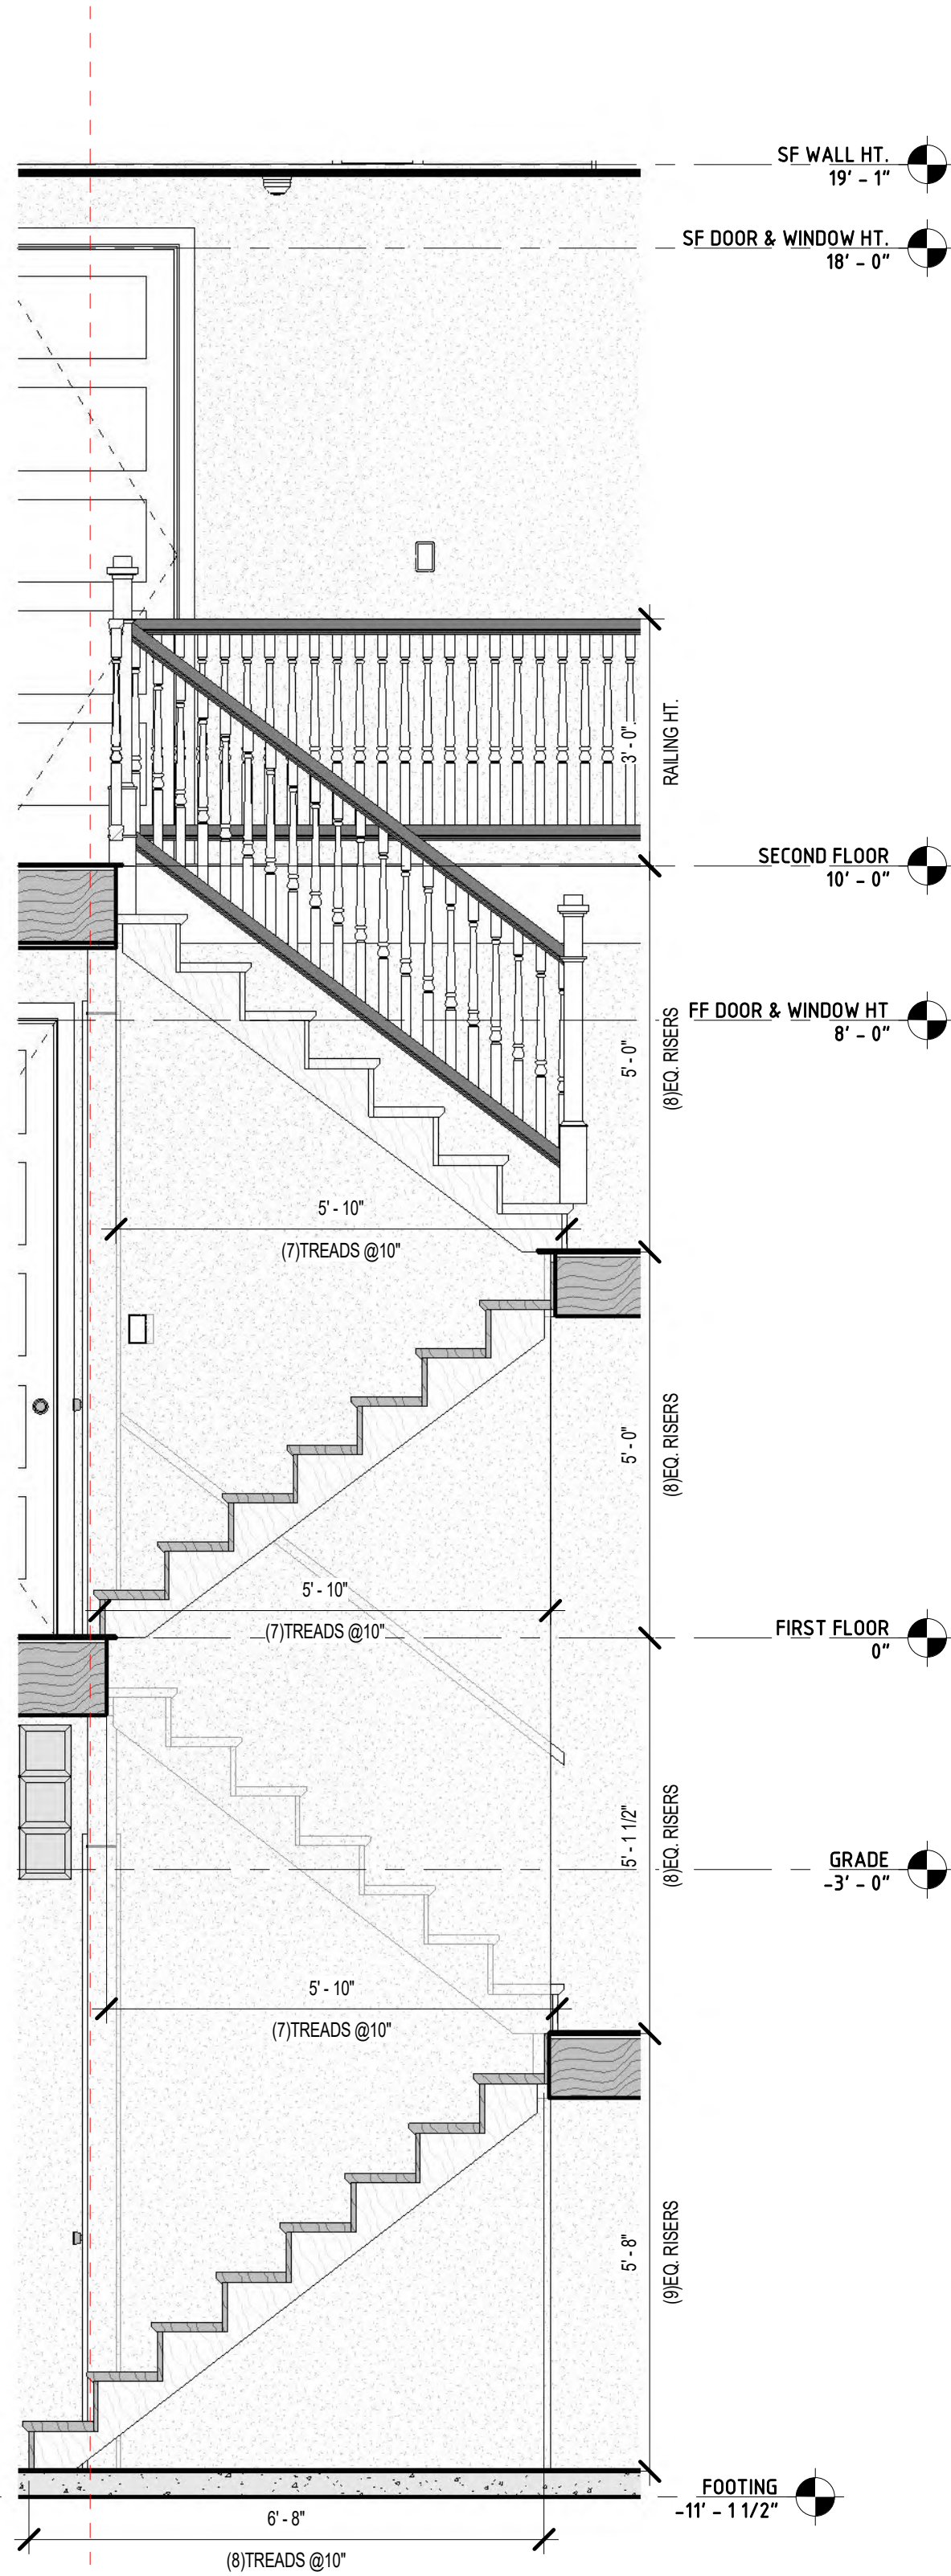 SF WALL HT.
19' - 1"
SF DOOR & WINDOW HT.
18' - 0"
3' - 0"
RAILING HT.
SECOND FLOOR
10' - 0"
FF DOOR & WINDOW HT
8' - 0"
5' - 0"
(8)EQ. RISERS
5' - 10"
(7)TREADS @10"
5' - 0"
(8)EQ. RISERS
5' - 10"
(7)TREADS @10"
FIRST FLOOR
0"
5' - 1 1/2"
(8)EQ. RISERS
GRADE
-3' - 0"
5' - 10"
(7)TREADS @10"
5' - 8"
(9)EQ. RISERS
FOOTING
-11' - 1 1/2"
6' - 8"
(8)TREADS @10"